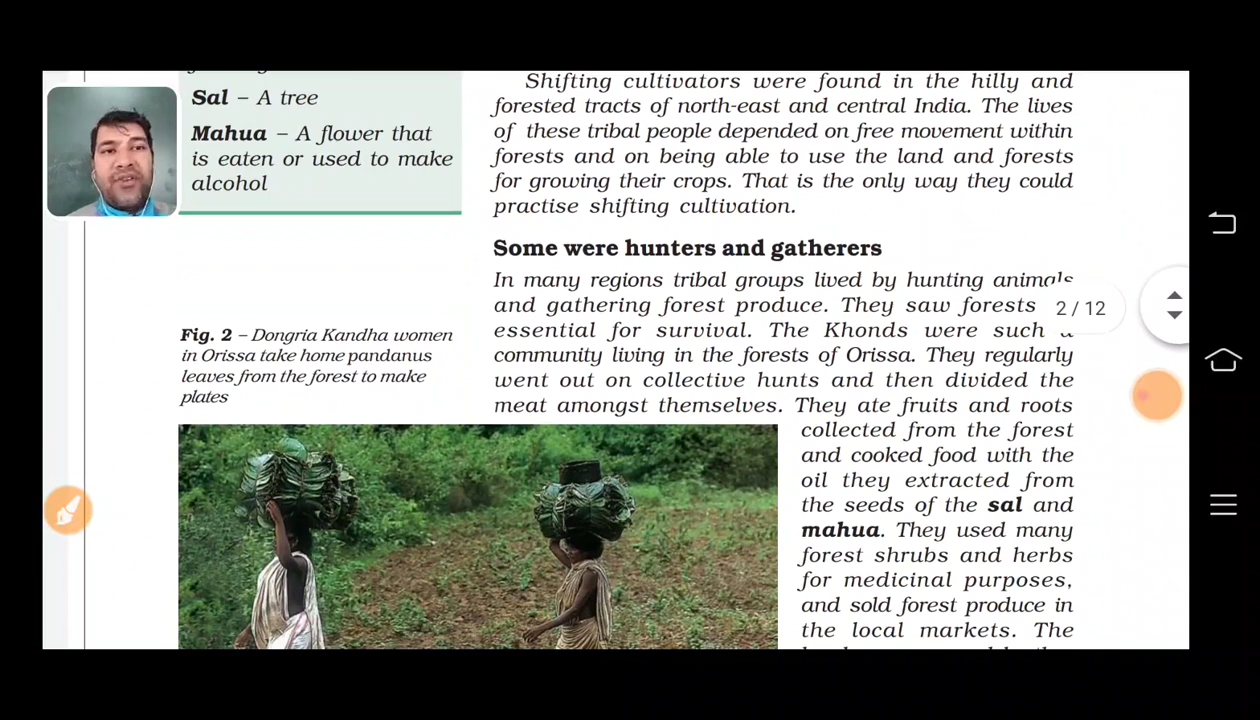 Sal – A tree
Mahua – A flower that
is eaten or used to make
alcohol
Fig. 2 – Dongria Kandha women
in Orissa take home pandanus
leaves from the forest to make
plates
Shifting cultivators were found in the hilly and
forested tracts of north-east and central India. The lives
of these tribal people depended on free movement within
forests and on being able to use the land and forests
for growing their crops. That is the only way they could
practise shifting cultivation.
Some were hunters and gatherers
In many regions tribal groups lived by hunting animals
and gathering forest produce. They saw forests
essential for survival. The Khonds were such a
community living in the forests of Orissa. They regularly
went out on collective hunts and then divided the
meat amongst themselves. They ate fruits and roots
collected from the forest
and cooked food with the
oil they extracted from
the seeds of the sal and
mahua. They used many
forest shrubs and herbs
for medicinal purposes,
and sold forest produce in
the local markets. The
2 / 12